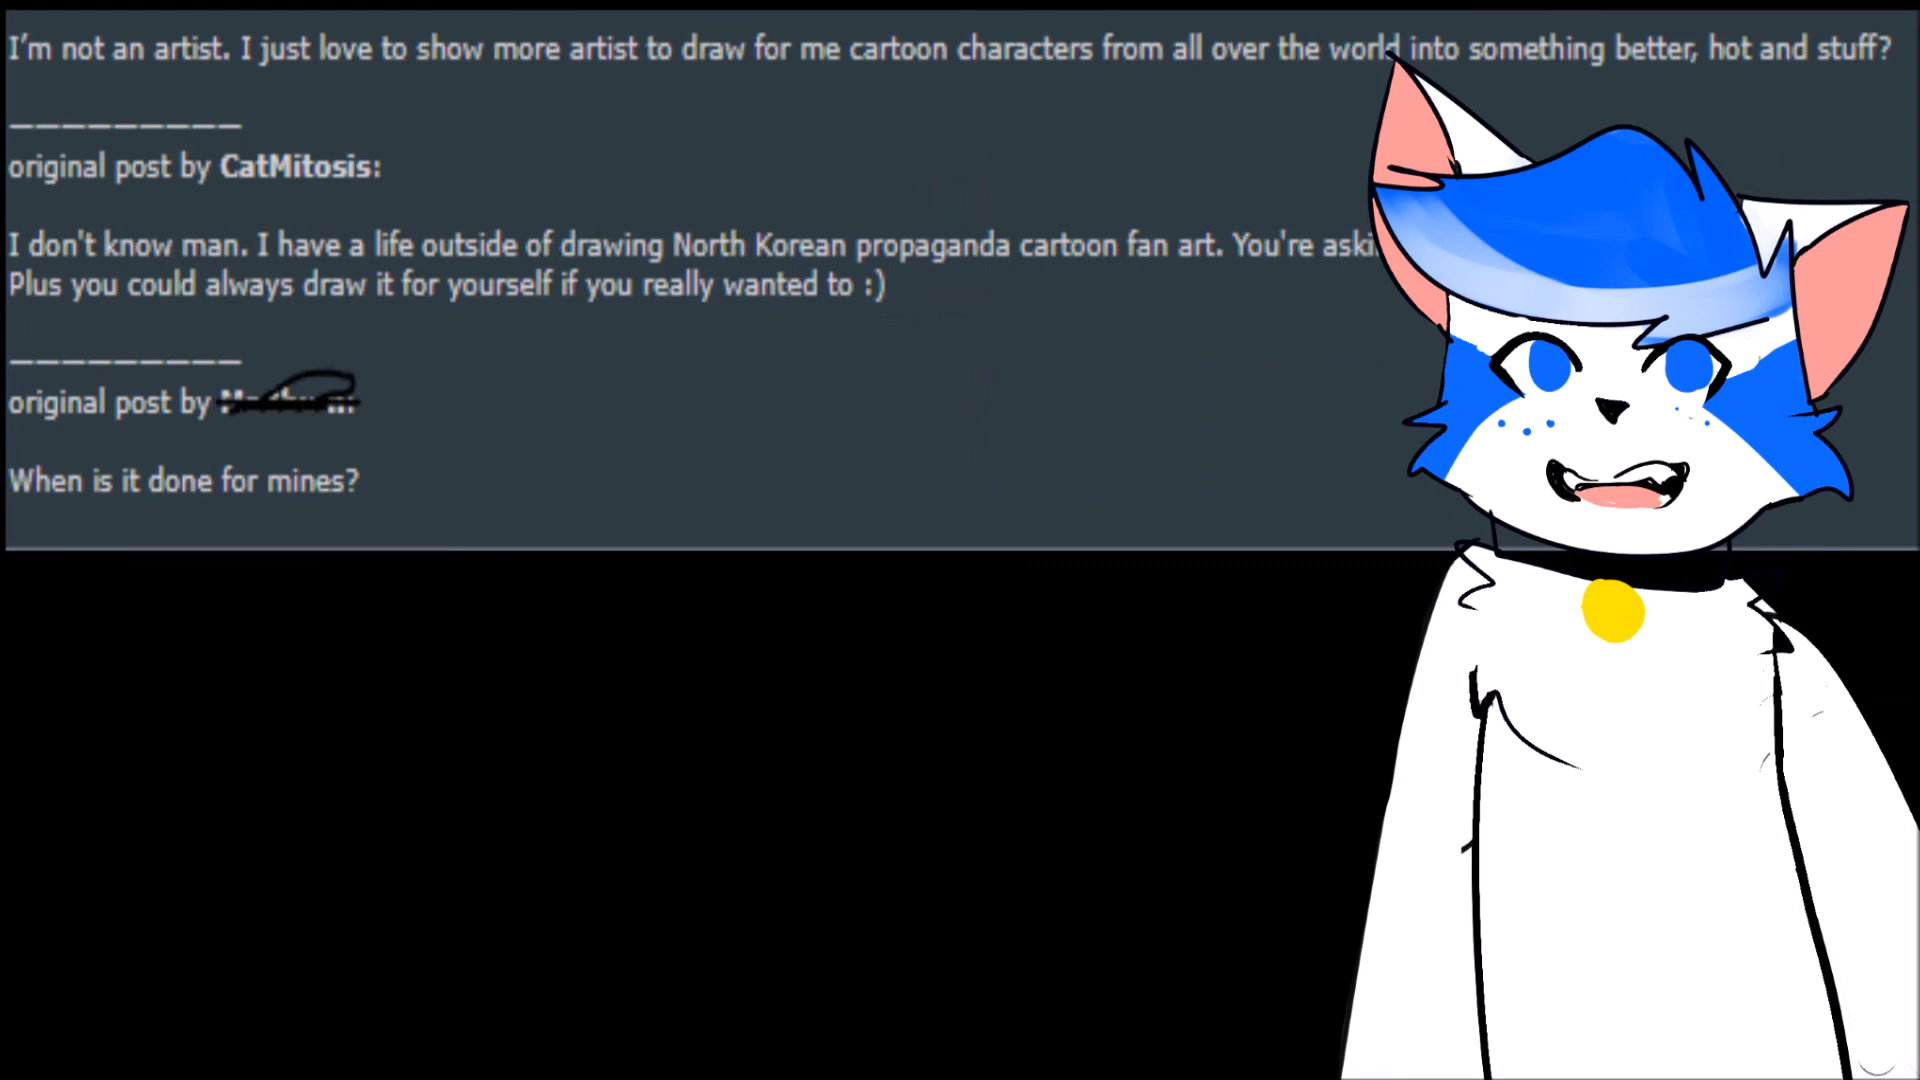 I’m not an artist. I just love to show more artist to draw for me cartoon characters from all over the world into something better, hot and stuff?
_________
original post by CatMitosis:
I don't know man. I have a life outside of drawing North Korean propaganda cartoon fan art. You're
Plus you could always draw it for yourself if you really wanted to :)
_________
original post by
When is it done for mines?